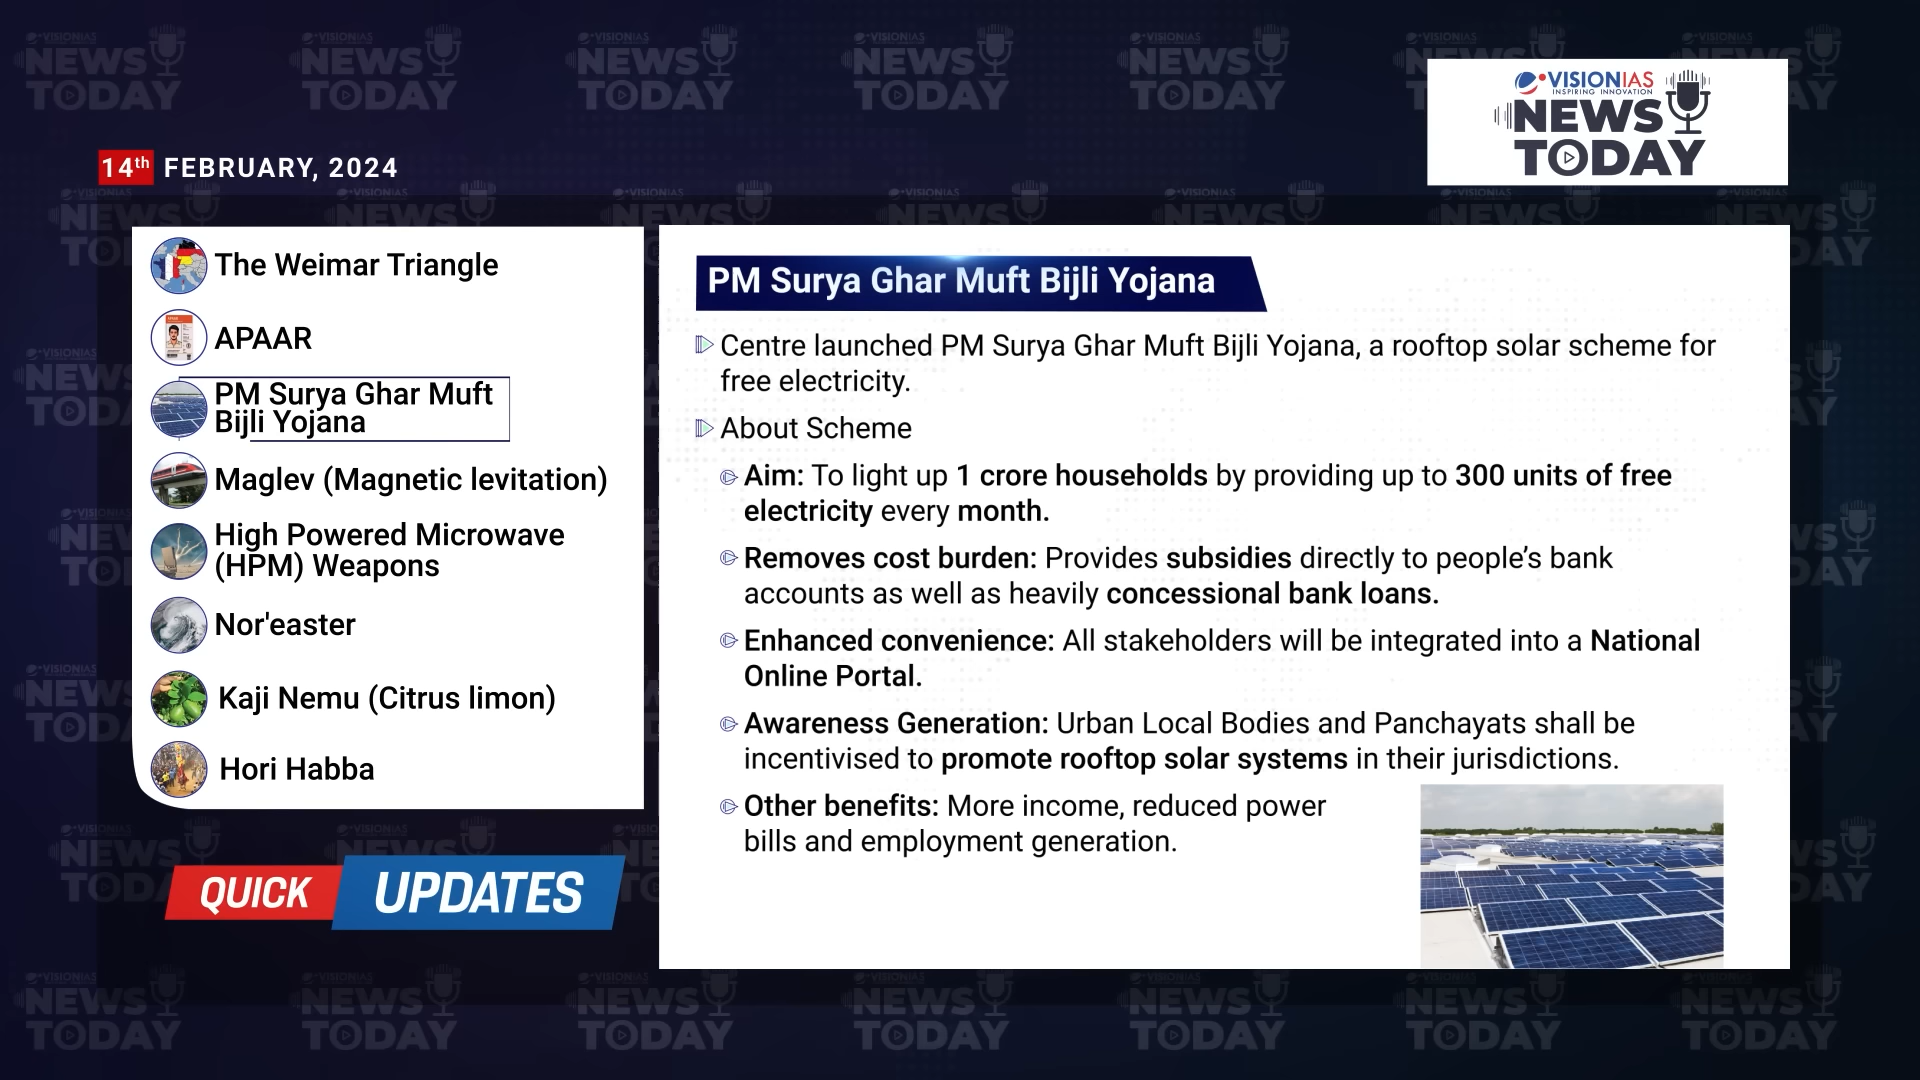 VISIONIAS
INSPIRING INNOVATION
NEWS
TODAY
14th FEBRUARY, 2024
The Weimar Triangle
APAAR
PM Surya Ghar Muft
Bijli Yojana
Maglev (Magnetic levitation)
High Powered Microwave
(HPM) Weapons
Nor'easter
Kaji Nemu (Citrus limon)
Hori Habba
QUICK UPDATES
PM Surya Ghar Muft Bijli Yojana
Centre launched PM Surya Ghar Muft Bijli Yojana, a rooftop solar scheme for
free electricity.
About Scheme
Aim: To light up 1 crore households by providing up to 300 units of free
electricity every month.
Removes cost burden: Provides subsidies directly to people’s bank
accounts as well as heavily concessional bank loans.
Enhanced convenience: All stakeholders will be integrated into a National
Online Portal.
Awareness Generation: Urban Local Bodies and Panchayats shall be
incentivised to promote rooftop solar systems in their jurisdictions.
Other benefits: More income, reduced power
bills and employment generation.